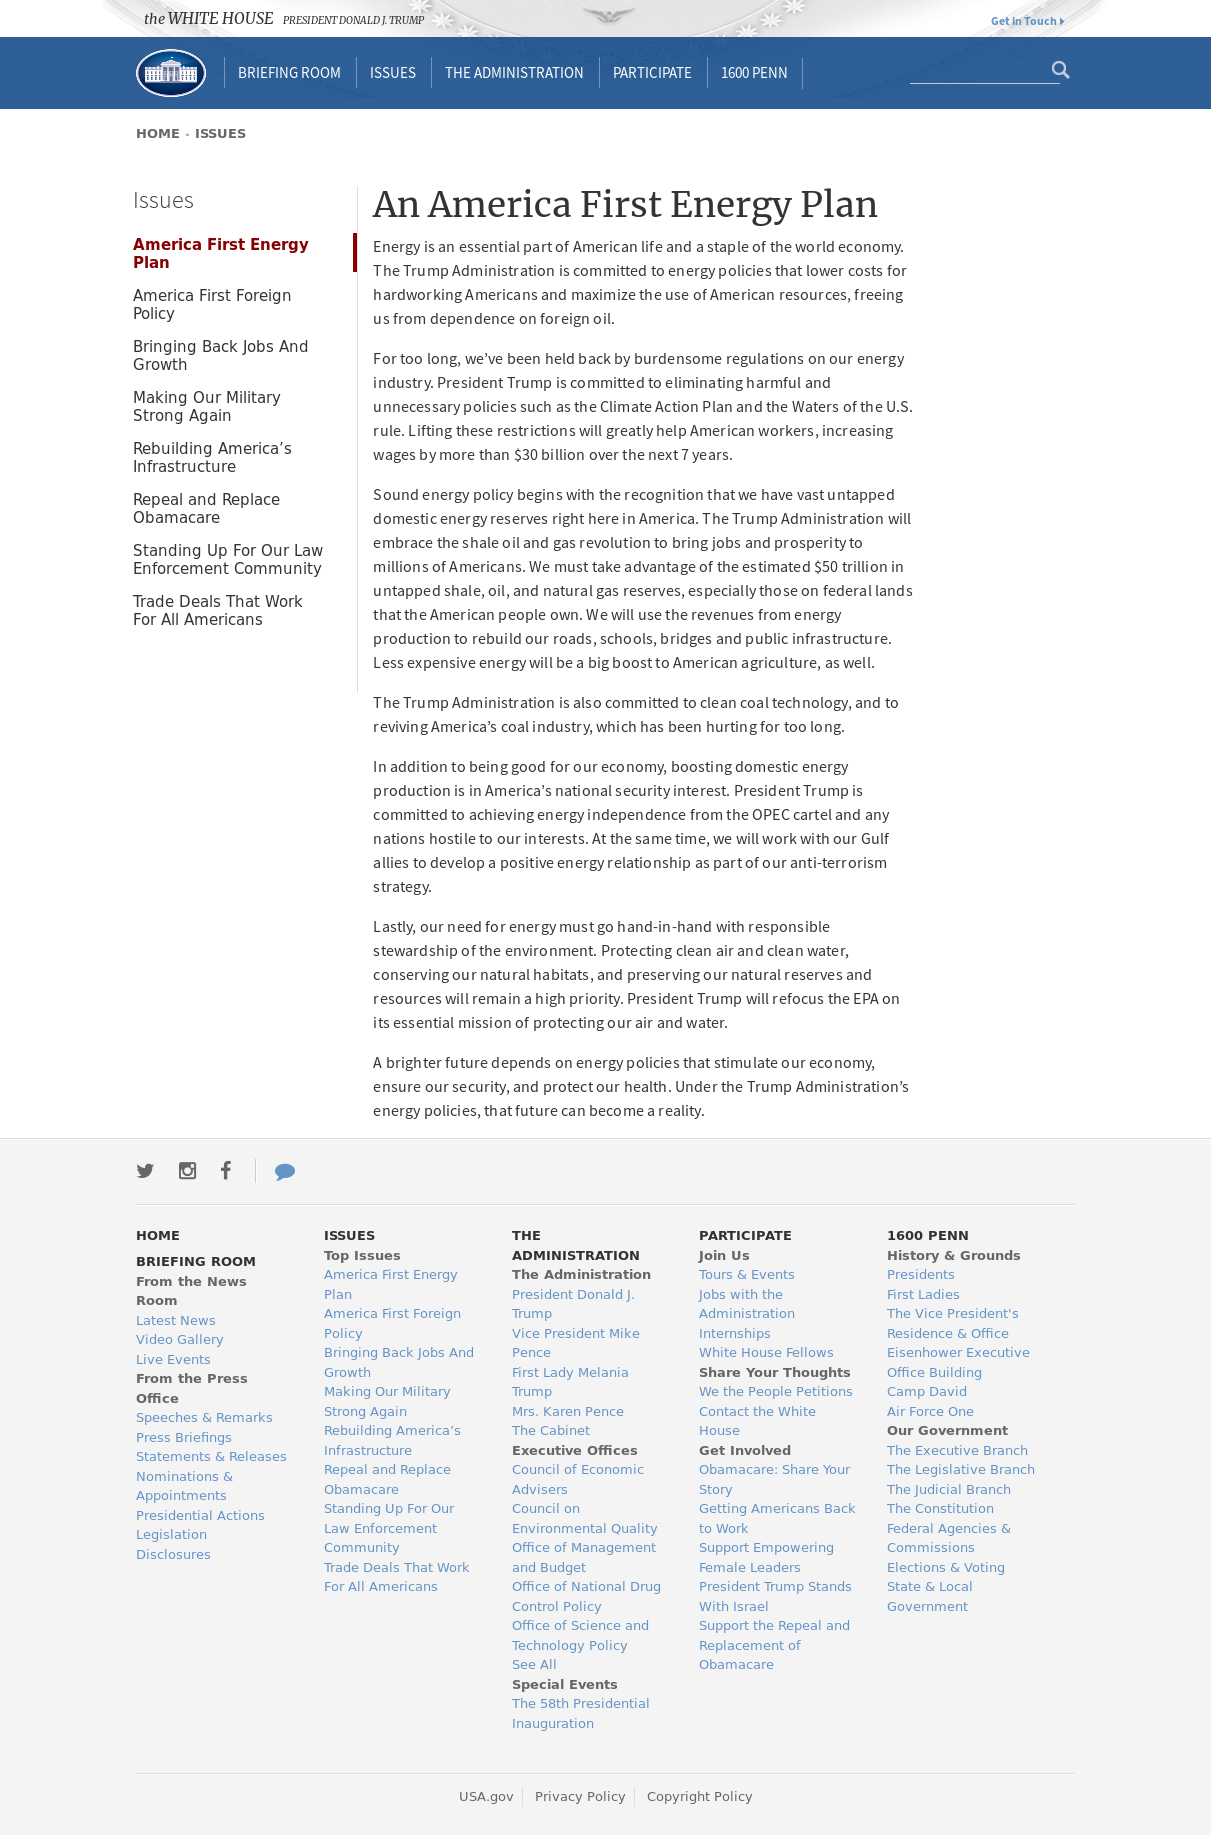 the WHITE HOUSE PRESIDENT DONALD J. TRUMP
Get in Touch
BRIEFING ROOM ISSUES THE ADMINISTRATION PARTICIPATE 1600 PENN
HOME · ISSUES
Issues
America First Energy
Plan
America First Foreign
Policy
Bringing Back Jobs And
Growth
Making Our Military
Strong Again
Rebuilding America’s
Infrastructure
Repeal and Replace
Obamacare
Standing Up For Our Law
Enforcement Community
Trade Deals That Work
For All Americans
An America First Energy Plan
Energy is an essential part of American life and a staple of the world economy.
The Trump Administration is committed to energy policies that lower costs for
hardworking Americans and maximize the use of American resources, freeing
us from dependence on foreign oil.
For too long, we’ve been held back by burdensome regulations on our energy
industry. President Trump is committed to eliminating harmful and
unnecessary policies such as the Climate Action Plan and the Waters of the U.S.
rule. Lifting these restrictions will greatly help American workers, increasing
wages by more than $30 billion over the next 7 years.
Sound energy policy begins with the recognition that we have vast untapped
domestic energy reserves right here in America. The Trump Administration will
embrace the shale oil and gas revolution to bring jobs and prosperity to
millions of Americans. We must take advantage of the estimated $50 trillion in
untapped shale, oil, and natural gas reserves, especially those on federal lands
that the American people own. We will use the revenues from energy
production to rebuild our roads, schools, bridges and public infrastructure.
Less expensive energy will be a big boost to American agriculture, as well.
The Trump Administration is also committed to clean coal technology, and to
reviving America’s coal industry, which has been hurting for too long.
In addition to being good for our economy, boosting domestic energy
production is in America’s national security interest. President Trump is
committed to achieving energy independence from the OPEC cartel and any
nations hostile to our interests. At the same time, we will work with our Gulf
allies to develop a positive energy relationship as part of our anti-terrorism
strategy.
Lastly, our need for energy must go hand-in-hand with responsible
stewardship of the environment. Protecting clean air and clean water,
conserving our natural habitats, and preserving our natural reserves and
resources will remain a high priority. President Trump will refocus the EPA on
its essential mission of protecting our air and water.
A brighter future depends on energy policies that stimulate our economy,
ensure our security, and protect our health. Under the Trump Administration’s
energy policies, that future can become a reality.
HOME
BRIEFING ROOM
From the News
Room
Latest News
Video Gallery
Live Events
From the Press
Office
Speeches & Remarks
Press Briefings
Statements & Releases
Nominations &
Appointments
Presidential Actions
Legislation
Disclosures
ISSUES
Top Issues
America First Energy
Plan
America First Foreign
Policy
Bringing Back Jobs And
Growth
Making Our Military
Strong Again
Rebuilding America’s
Infrastructure
Repeal and Replace
Obamacare
Standing Up For Our
Law Enforcement
Community
Trade Deals That Work
For All Americans
THE
ADMINISTRATION
The Administration
President Donald J.
Trump
Vice President Mike
Pence
First Lady Melania
Trump
Mrs. Karen Pence
The Cabinet
Executive Offices
Council of Economic
Advisers
Council on
Environmental Quality
Office of Management
and Budget
Office of National Drug
Control Policy
Office of Science and
Technology Policy
See All
Special Events
The 58th Presidential
Inauguration
PARTICIPATE
Join Us
Tours & Events
Jobs with the
Administration
Internships
White House Fellows
Share Your Thoughts
We the People Petitions
Contact the White
House
Get Involved
Obamacare: Share Your
Story
Getting Americans Back
to Work
Support Empowering
Female Leaders
President Trump Stands
With Israel
Support the Repeal and
Replacement of
Obamacare
1600 PENN
History & Grounds
Presidents
First Ladies
The Vice President's
Residence & Office
Eisenhower Executive
Office Building
Camp David
Air Force One
Our Government
The Executive Branch
The Legislative Branch
The Judicial Branch
The Constitution
Federal Agencies &
Commissions
Elections & Voting
State & Local
Government
USA.gov Privacy Policy Copyright Policy